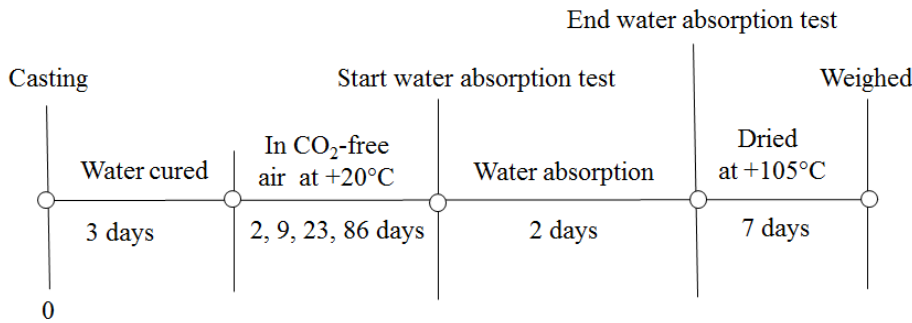 End water absorption test
Casting
Start water absorption test
Weighed
Water cured
In CO₂-free
air at +20°C
Water absorption
Dried
at +105°C
3 days
2, 9, 23, 86 days
2 days
7 days
0